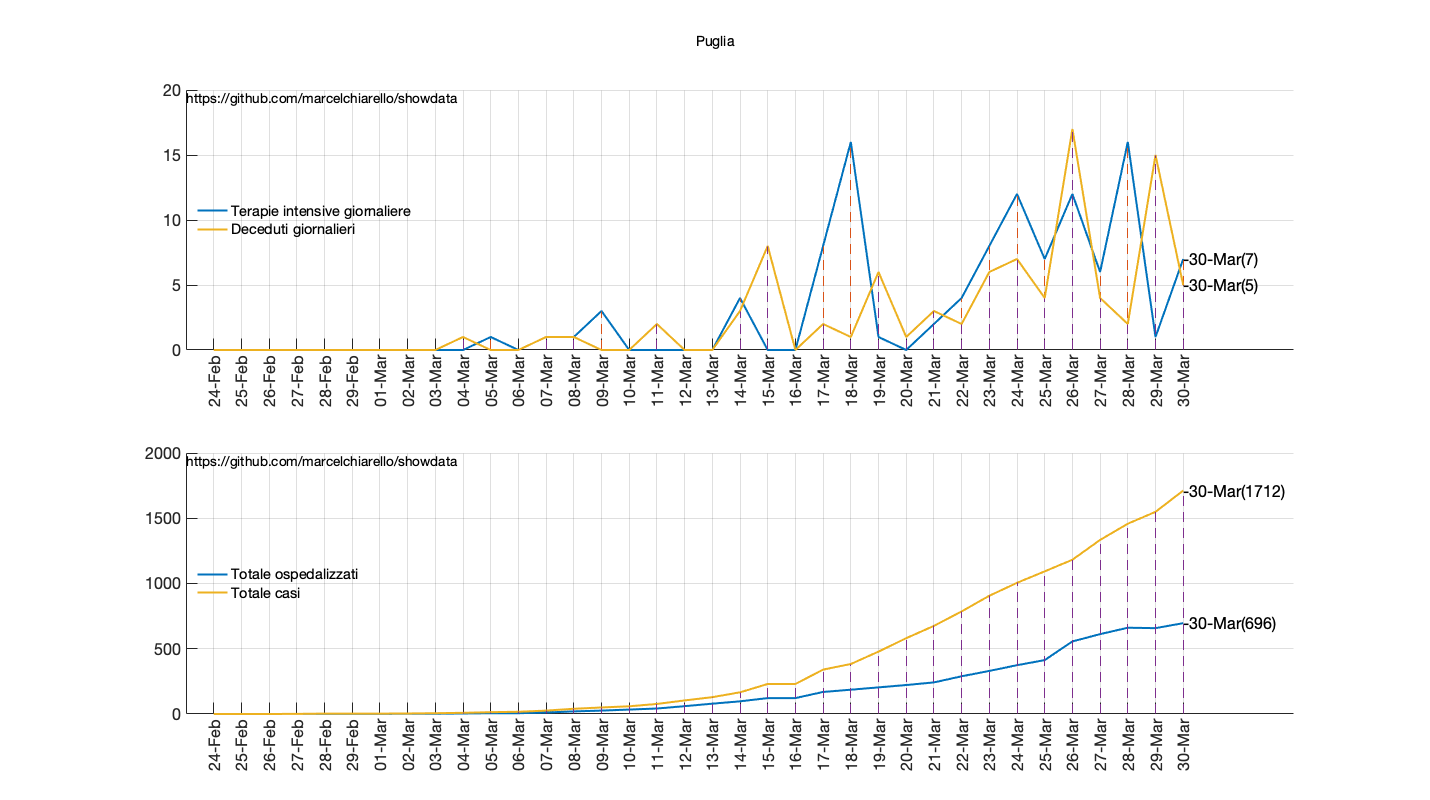 Puglia
20
https://github.com/marcelchiarello/showdata
15
Terapie intensive giornaliere
10
Deceduti giornalieri
30-Mar(7)
5
30-Mar(5)
0
24-Feb
25-Feb
26-Feb
27-Feb
28-Feb
29-Feb
01-Mar
02-Mar
03-Mar
04-Mar
05-Mar
06-Mar
07-Mar
08-Mar
09-Mar
10-Mar
11-Mar
12-Mar
13-Mar
14-Mar
15-Mar
16-Mar
17-Mar
18-Mar
19-Mar
20-Mar
21-Mar
22-Mar
23-Mar
24-Mar
25-Mar
26-Mar
27-Mar
28-Mar
29-Mar
30-Mar
2000
https://github.com/marcelchiarello/showdata
30-Mar(1712)
1500
Totale ospedalizzati
1000
Totale casi
30-Mar(696)
500
0
24-Feb
25-Feb
26-Feb
27-Feb
28-Feb
29-Feb
01-Mar
02-Mar
03-Mar
04-Mar
05-Mar
06-Mar
07-Mar
08-Mar
09-Mar
10-Mar
11-Mar
12-Mar
13-Mar
14-Mar
15-Mar
16-Mar
17-Mar
18-Mar
19-Mar
20-Mar
21-Mar
22-Mar
23-Mar
24-Mar
25-Mar
26-Mar
27-Mar
28-Mar
29-Mar
30-Mar